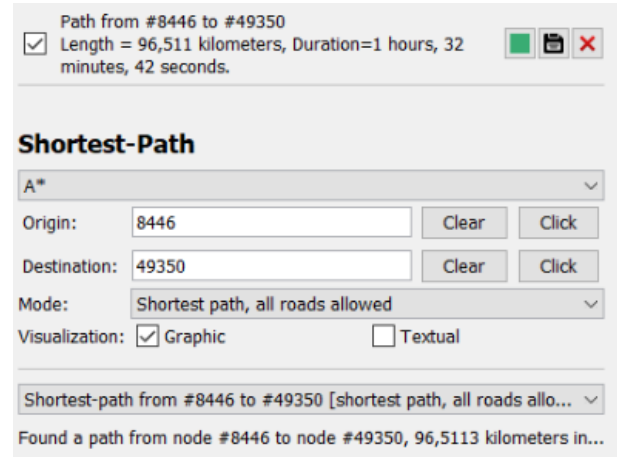 Path from #8446 to #49350
Length = 96,511 kilometers, Duration=1 hours, 32
minutes, 42 seconds.
Shortest-Path
A*
Origin: 8446 Clear Click
Destination: 49350 Clear Click
Mode: Shortest path, all roads allowed
Visualization: Graphic Textual
Shortest-path from #8446 to #49350 [shortest path, all roads allo...
Found a path from node #8446 to node #49350, 96,5113 kilometers in...